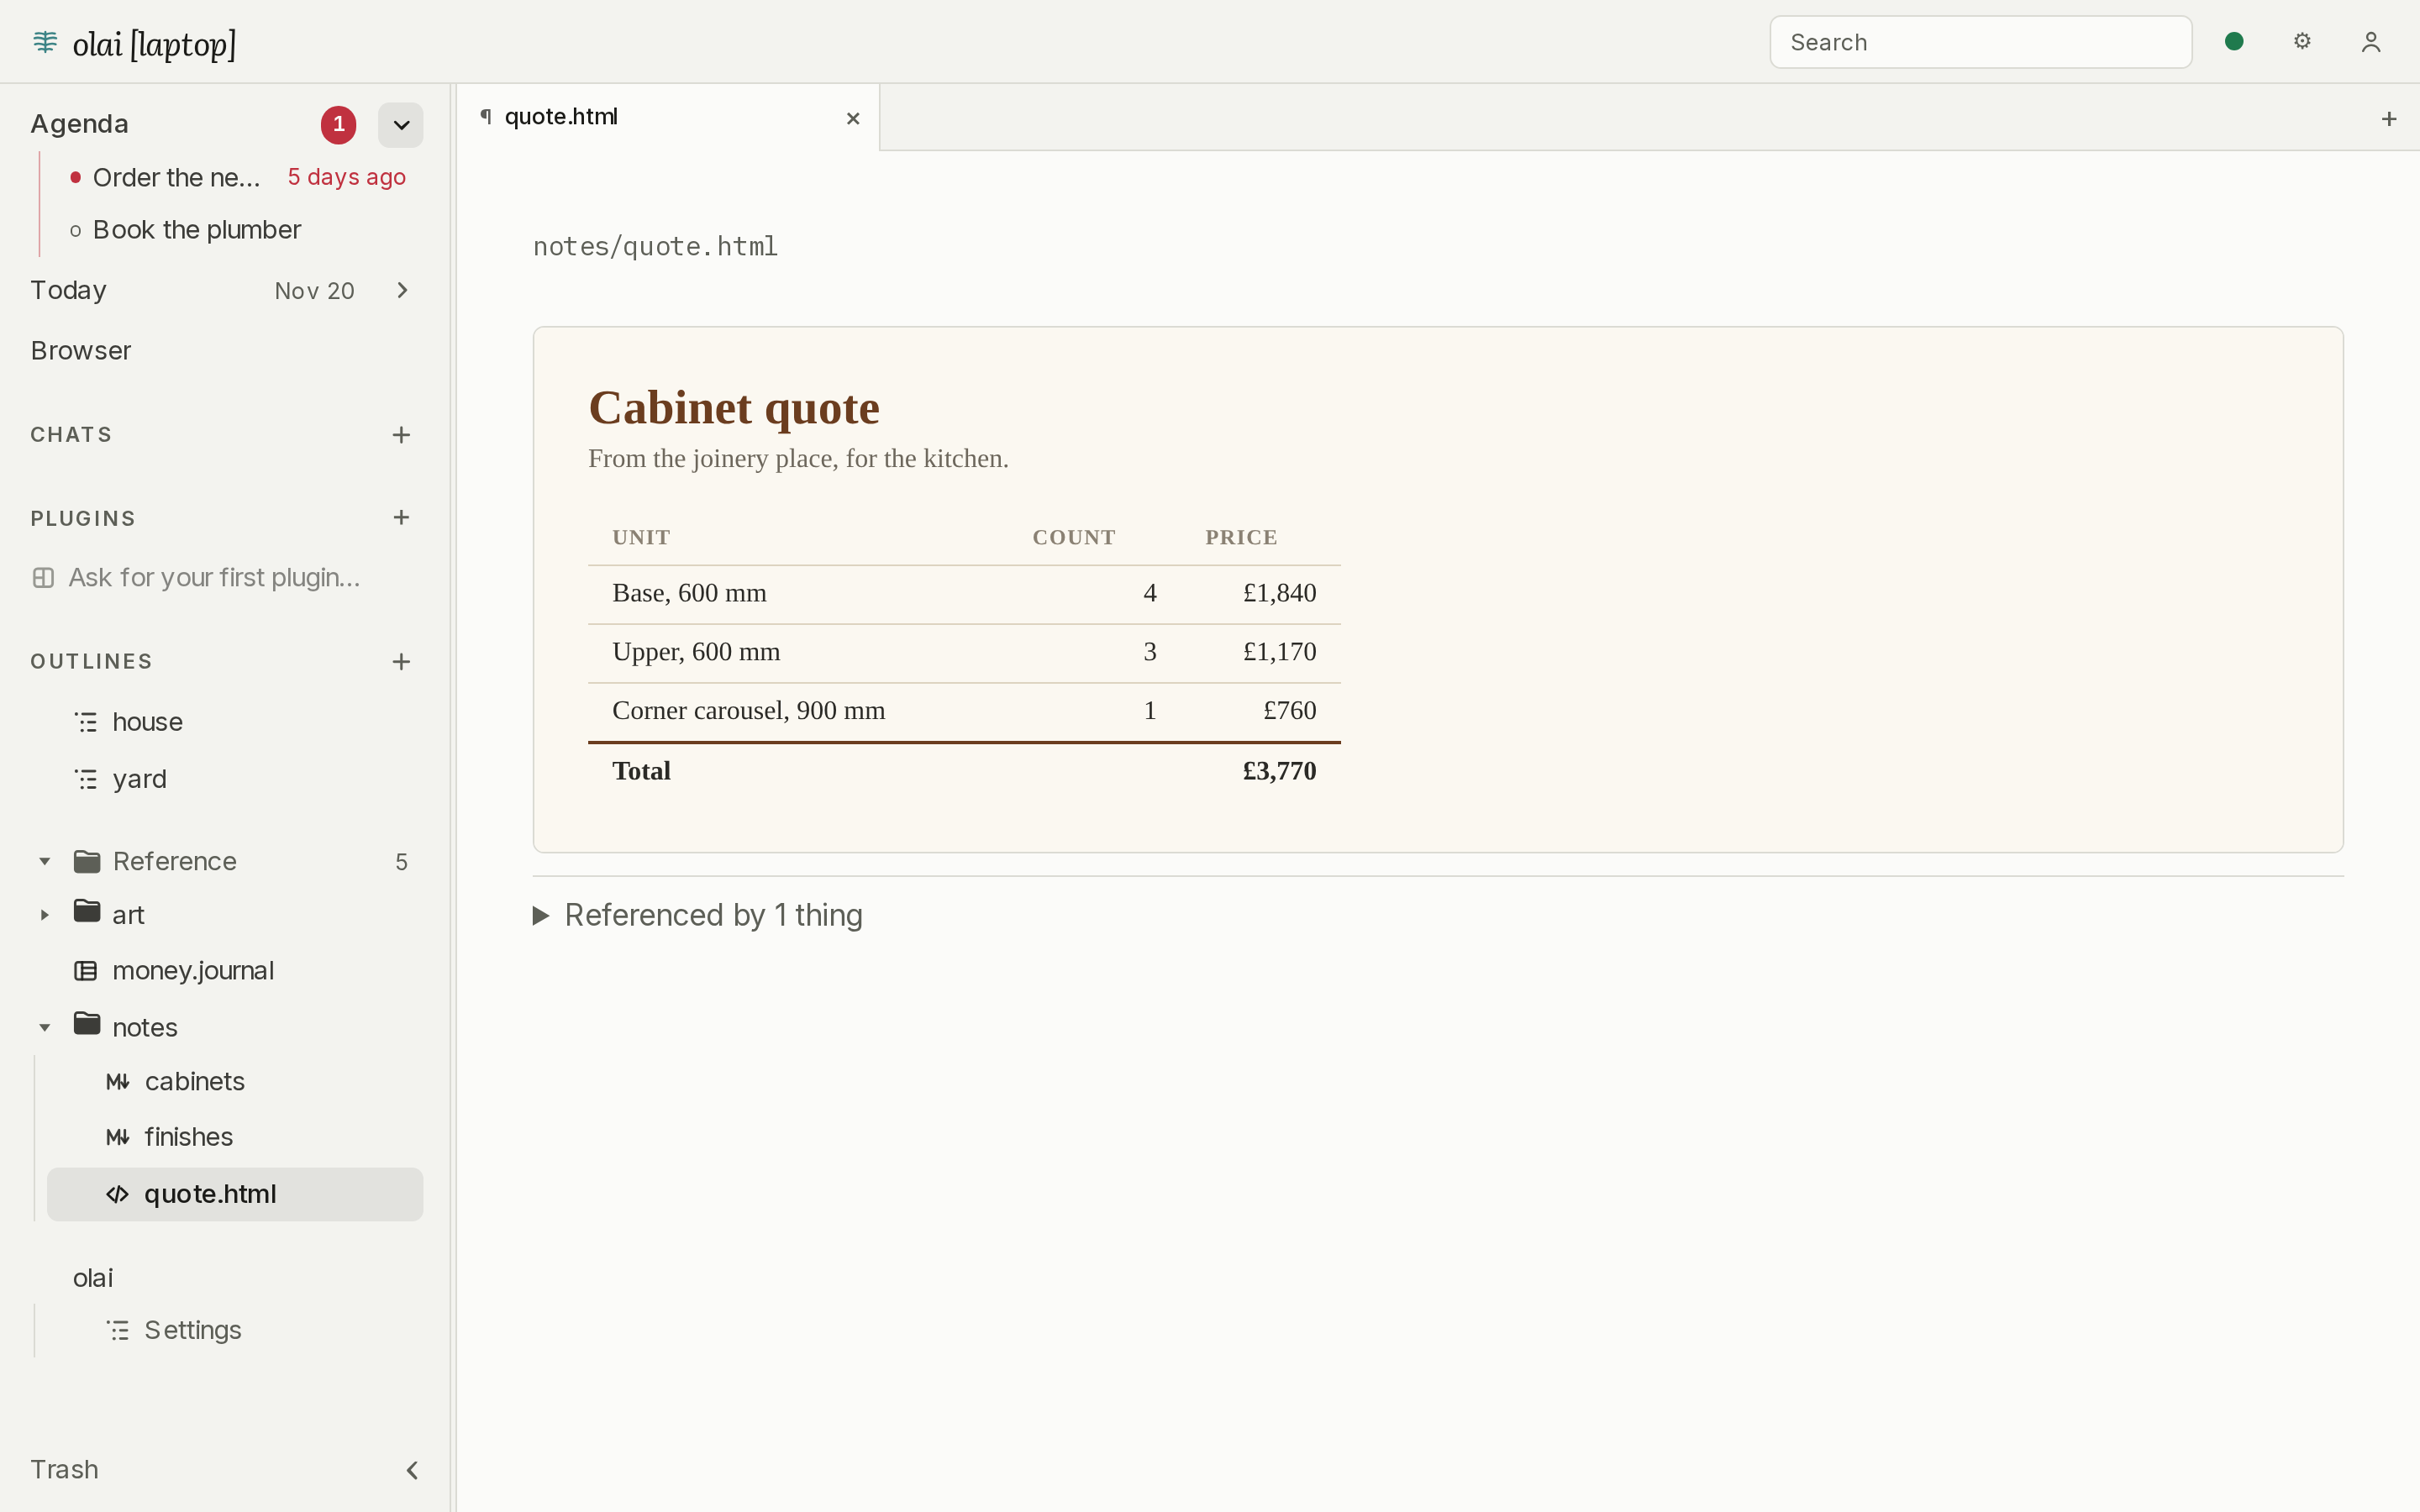 olai [laptop]
Search
Agenda
1
Order the ne...
5 days ago
Book the plumber
Today
Nov 20
Browser
CHATS
PLUGINS
Ask for your first plugin...
OUTLINES
house
yard
Reference
5
art
money.journal
notes
cabinets
finishes
quote.html
olai
Settings
Trash
¶ quote.html
notes/quote.html
Cabinet quote
From the joinery place, for the kitchen.
UNIT COUNT PRICE
Base, 600 mm 4 £1,840
Upper, 600 mm 3 £1,170
Corner carousel, 900 mm 1 £760
Total £3,770
Referenced by 1 thing